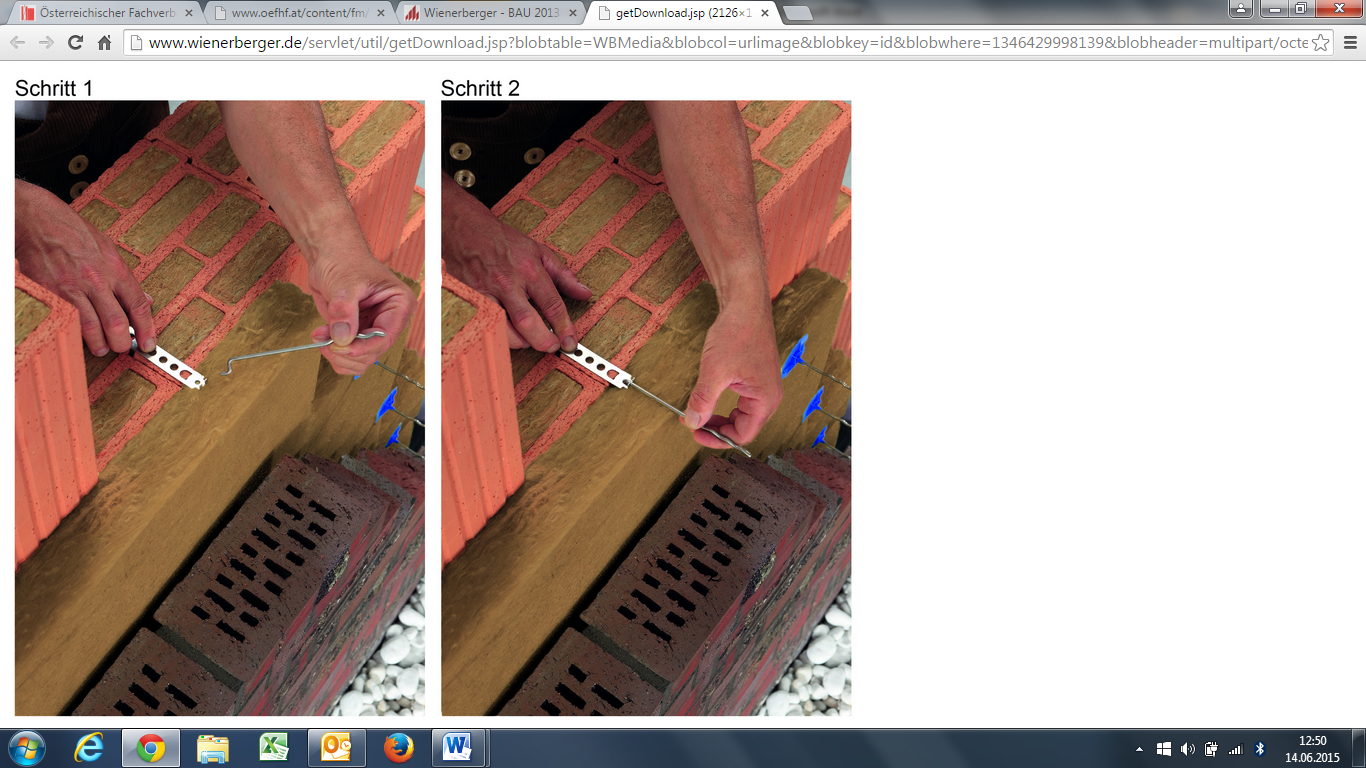 Österreichischer Fachverb
www.oefhf.at/content/fm/
Wienerberger - BAU 2013
getDownload.jsp (2126×1
www.wienerberger.de/servlet/util/getDownload.jsp?blobtable=WBMedia&blobcol=urlimage&blobkey=id&blobwhere=1346429998139&blobheader=multipart/octe
Schritt 1
Schritt 2
12:50
14.06.2015